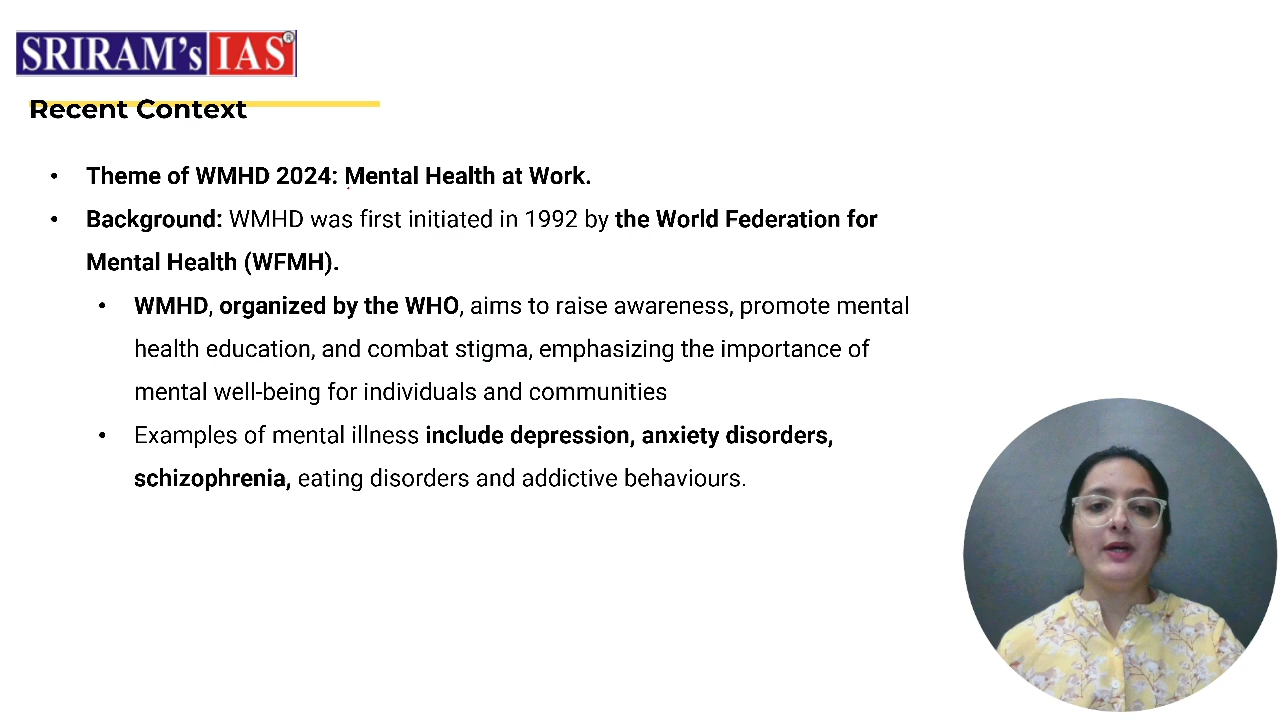 SRIRAM's IAS®
Recent Context
• Theme of WMHD 2024: Mental Health at Work.
• Background: WMHD was first initiated in 1992 by the World Federation for
Mental Health (WFMH).
• WMHD, organized by the WHO, aims to raise awareness, promote mental
health education, and combat stigma, emphasizing the importance of
mental well-being for individuals and communities
• Examples of mental illness include depression, anxiety disorders,
schizophrenia, eating disorders and addictive behaviours.